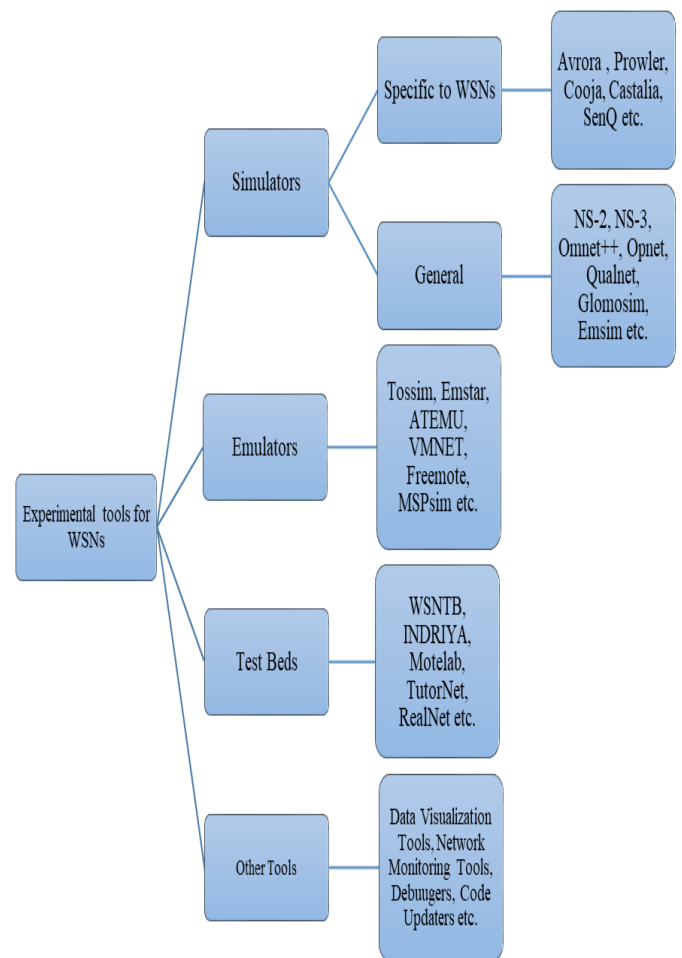 Experimental tools for
WSNs
Simulators
Specific to WSNs
Avrora , Prowler,
Cooja, Castalia,
SenQ etc.
General
NS-2, NS-3,
Omnet++, Opnet,
Qualnet,
Glomosim,
Emsim etc.
Emulators
Tossim, Emstar,
ATEMU,
VMNET,
Freemote,
MSPsim etc.
Test Beds
WSNTB,
INDRIYA,
Motelab,
TutorNet,
RealNet etc.
Other Tools
Data Visualization
Tools, Network
Monitoring Tools,
Debuugers, Code
Updaters etc.